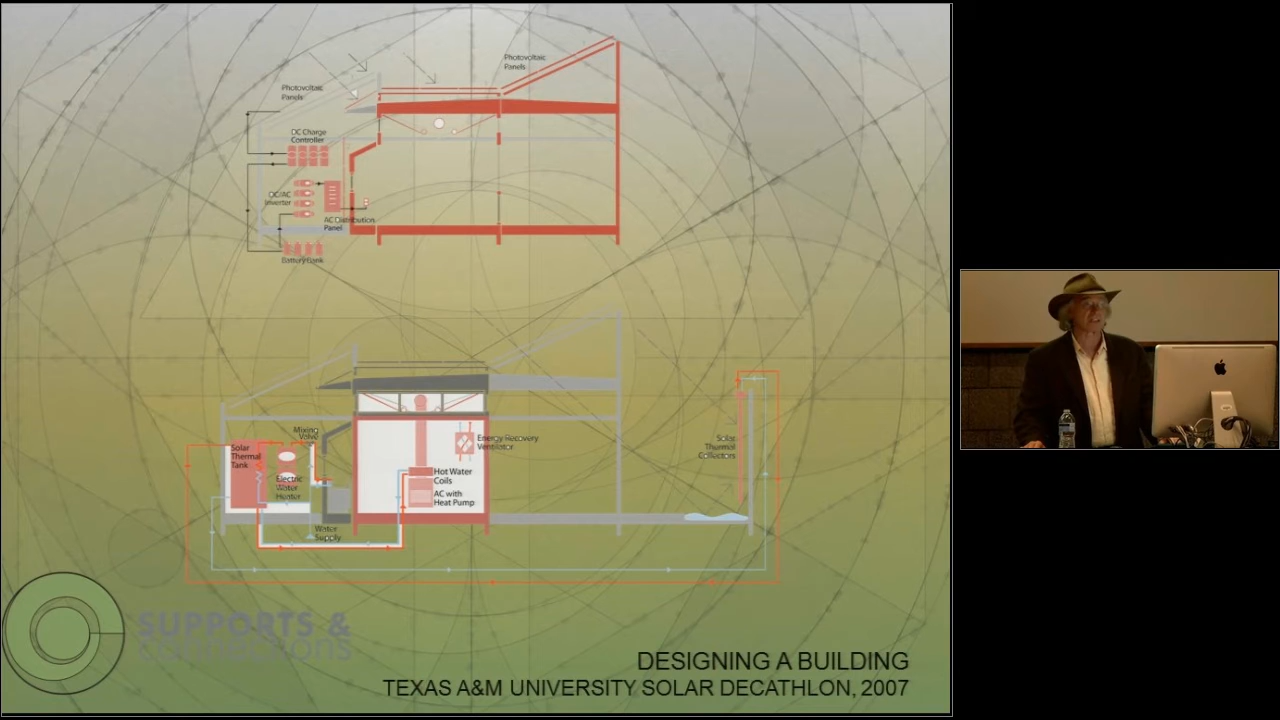 Photovoltaic
Panels
Photovoltaic
Panels
DC Charge
Controller
DC/AC
Inverter
AC Distribution
Panel
Battery Bank
Mixing
Valve
Solar
Thermal
Tank
Electric
Water
Heater
Water
Supply
Energy Recovery
Ventilator
Hot Water
Coils
AC with
Heat Pump
Solar
Thermal
Collectors
SUPPORTS &
connections
DESIGNING A BUILDING
TEXAS A&M UNIVERSITY SOLAR DECATHLON, 2007